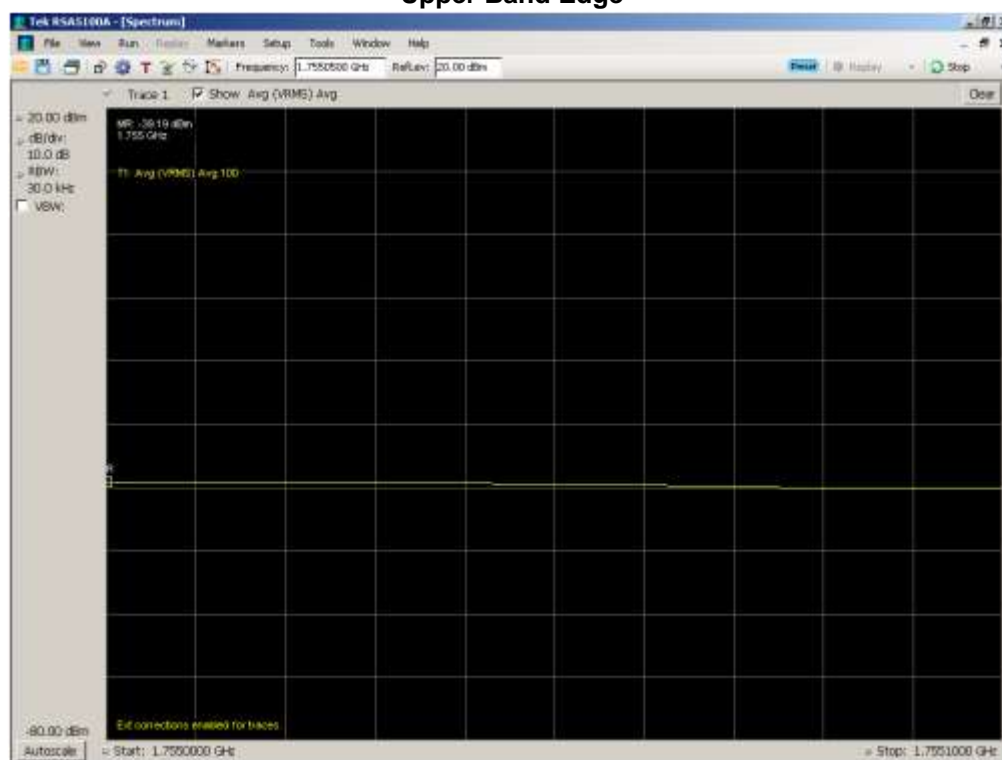 Upper Band Edge
Tek RSA5100A - [Spectrum]
File View Run Replay Markers Setup Tools Window Help
Frequency: 1.7550500 GHz RefLev: 20.00 dBm Preset Replay Stop
Trace 1 Show Avg (VRMS) Avg Clear
20.00 dBm
dB/div:
10.0 dB
RBW:
30.0 kHz
VBW:
MR: -39.19 dBm
1.755 GHz
T1 Avg (VRMS) Avg:100
R
Ext corrections enabled for traces
-80.00 dBm
Autoscale Start: 1.7550000 GHz Stop: 1.7551000 GHz